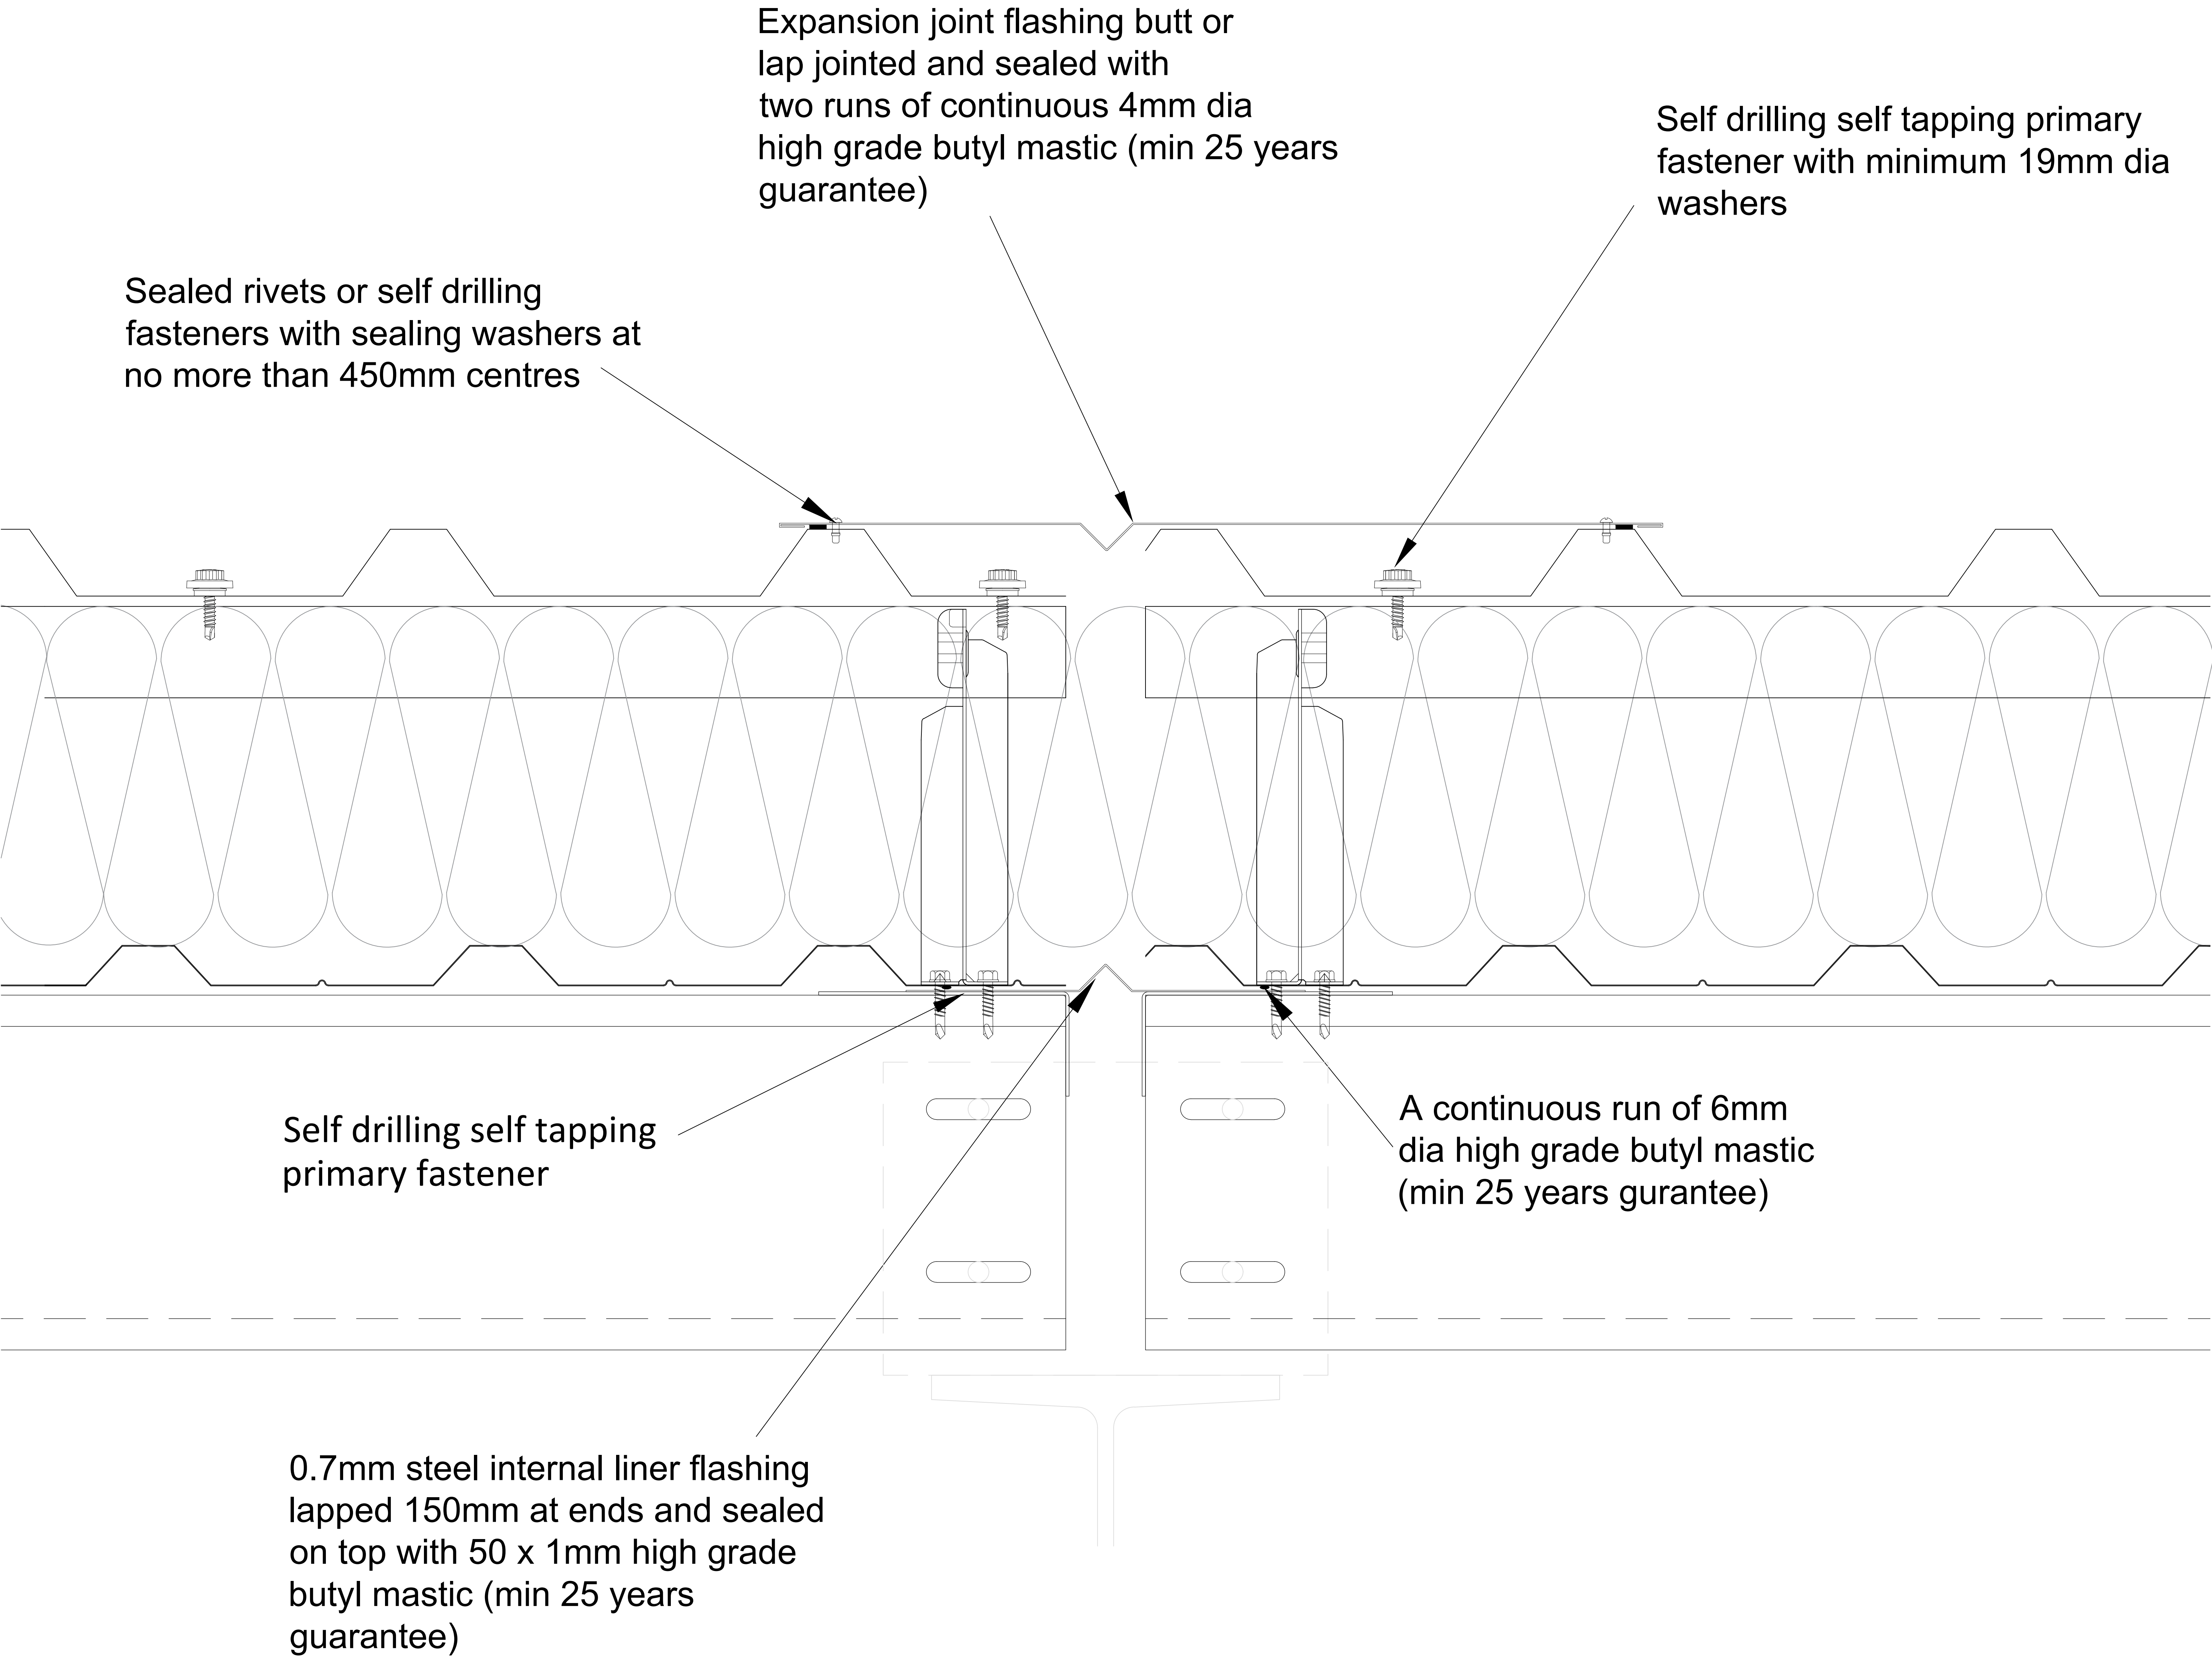 Expansion joint flashing butt or
lap jointed and sealed with
two runs of continuous 4mm dia
high grade butyl mastic (min 25 years
guarantee)
Self drilling self tapping primary
fastener with minimum 19mm dia
washers
Sealed rivets or self drilling
fasteners with sealing washers at
no more than 450mm centres
Self drilling self tapping
primary fastener
A continuous run of 6mm
dia high grade butyl mastic
(min 25 years gurantee)
0.7mm steel internal liner flashing
lapped 150mm at ends and sealed
on top with 50 x 1mm high grade
butyl mastic (min 25 years
guarantee)